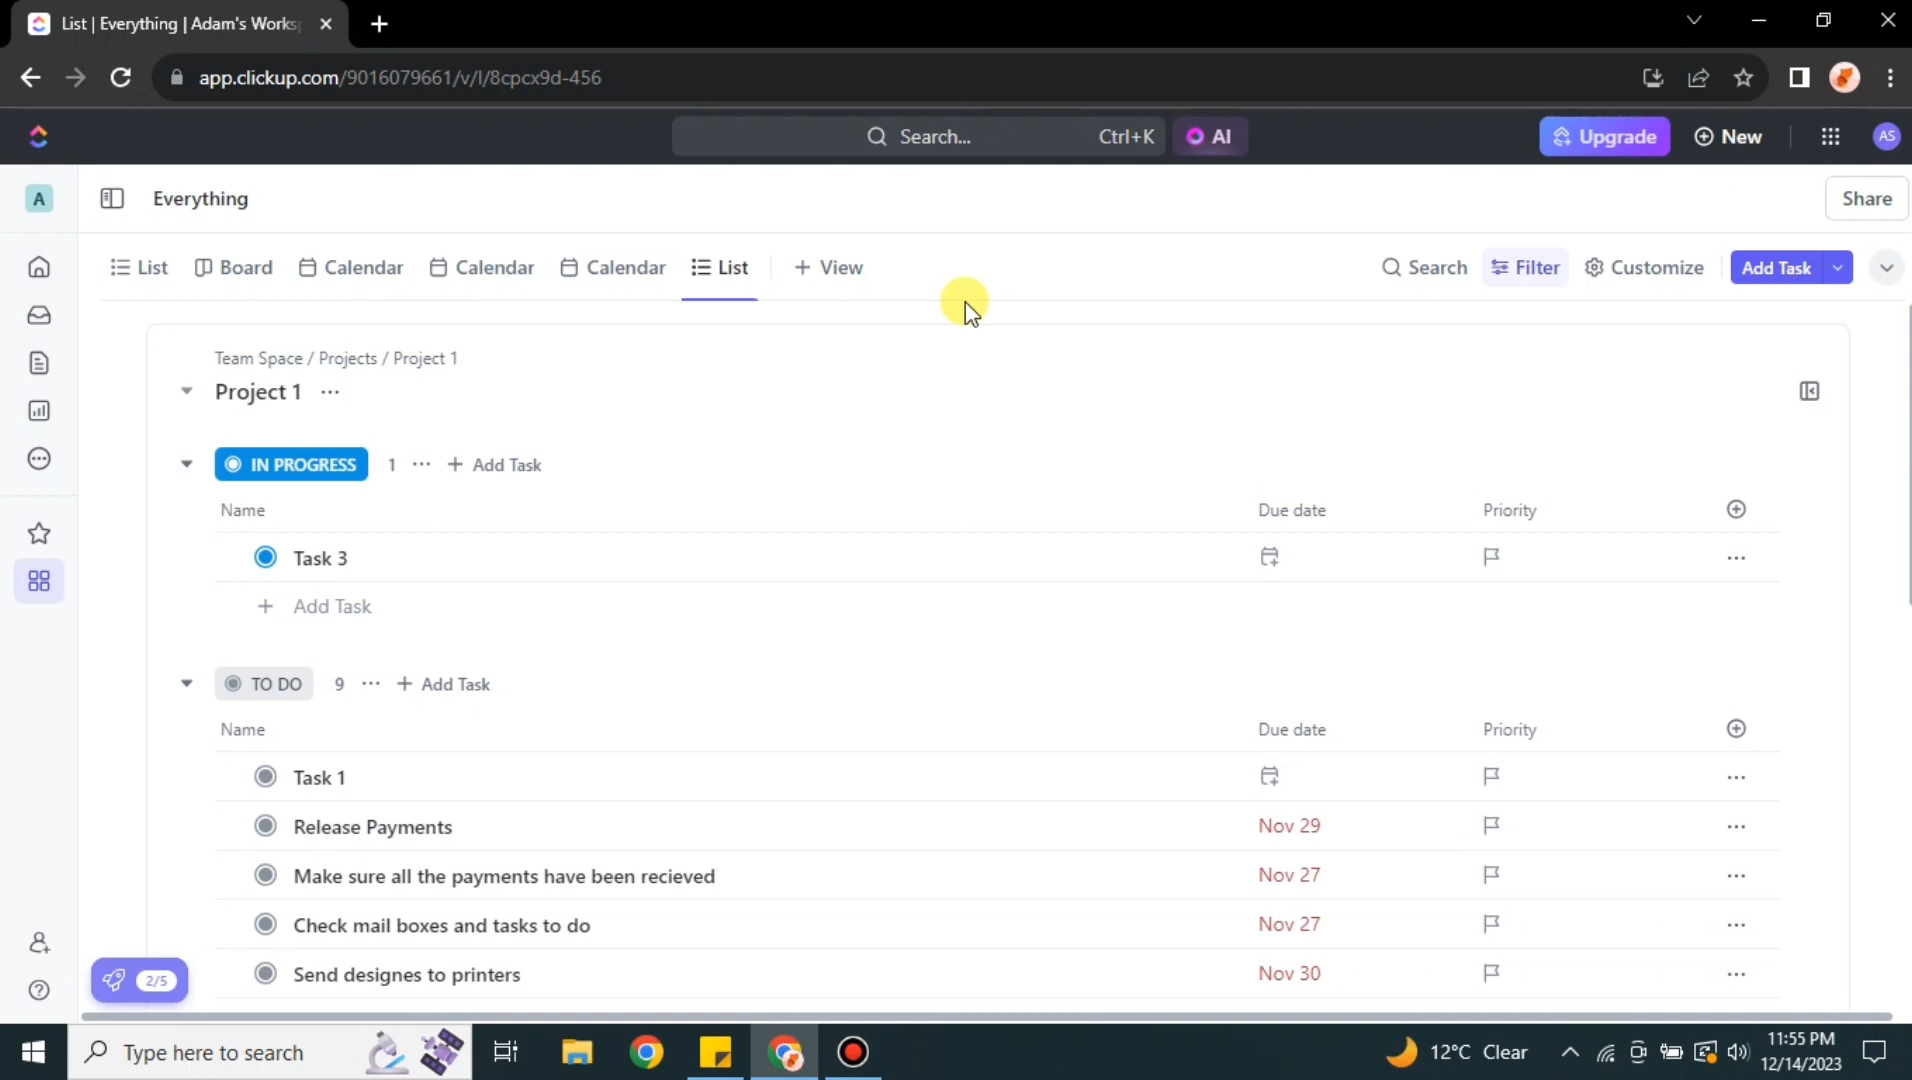 List | Everything | Adam's Works
app.clickup.com/9016079661/v/l/8cpcx9d-456
Search... Ctrl+K AI Upgrade New AS
A Everything Share
List Board Calendar Calendar Calendar List + View Search Filter Customize Add Task
Team Space / Projects / Project 1
Project 1 ...
IN PROGRESS 1 ... + Add Task
Name Due date Priority
Task 3 ...
+ Add Task
TO DO 9 ... + Add Task
Name Due date Priority
Task 1 ...
Release Payments Nov 29 ...
Make sure all the payments have been recieved Nov 27 ...
Check mail boxes and tasks to do Nov 27 ...
Send designes to printers Nov 30 ...
2/5
Type here to search 12°C Clear 11:55 PM
12/14/2023